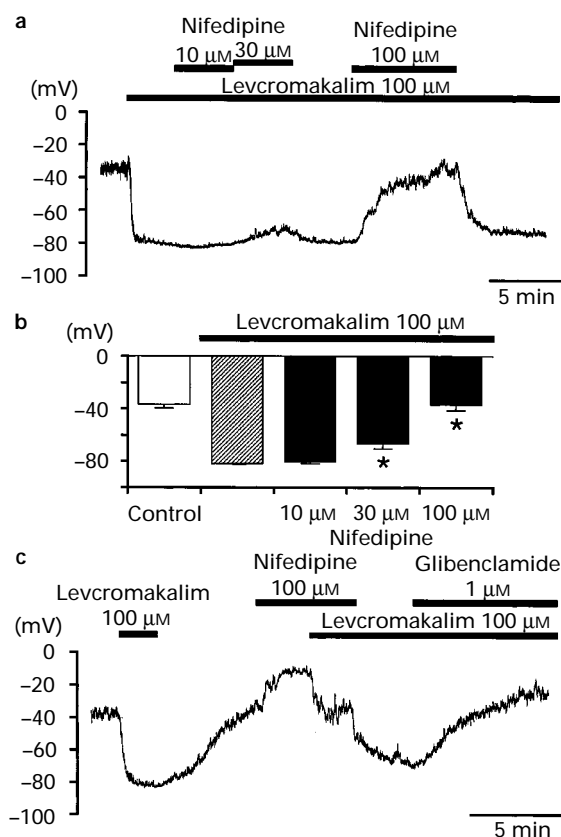 a
Nifedipine
10 µM 30 µM
Nifedipine
100 µM
Levcromakalim 100 µM
(mV)
0
−20
−40
−60
−80
−100
5 min
b
Levcromakalim 100 µM
(mV)
0
−40
−80
*
*
Control
10 µM 30 µM 100 µM
Nifedipine
c
Levcromakalim
100 µM
Nifedipine
100 µM
Glibenclamide
1 µM
Levcromakalim 100 µM
(mV)
0
−20
−40
−60
−80
−100
5 min